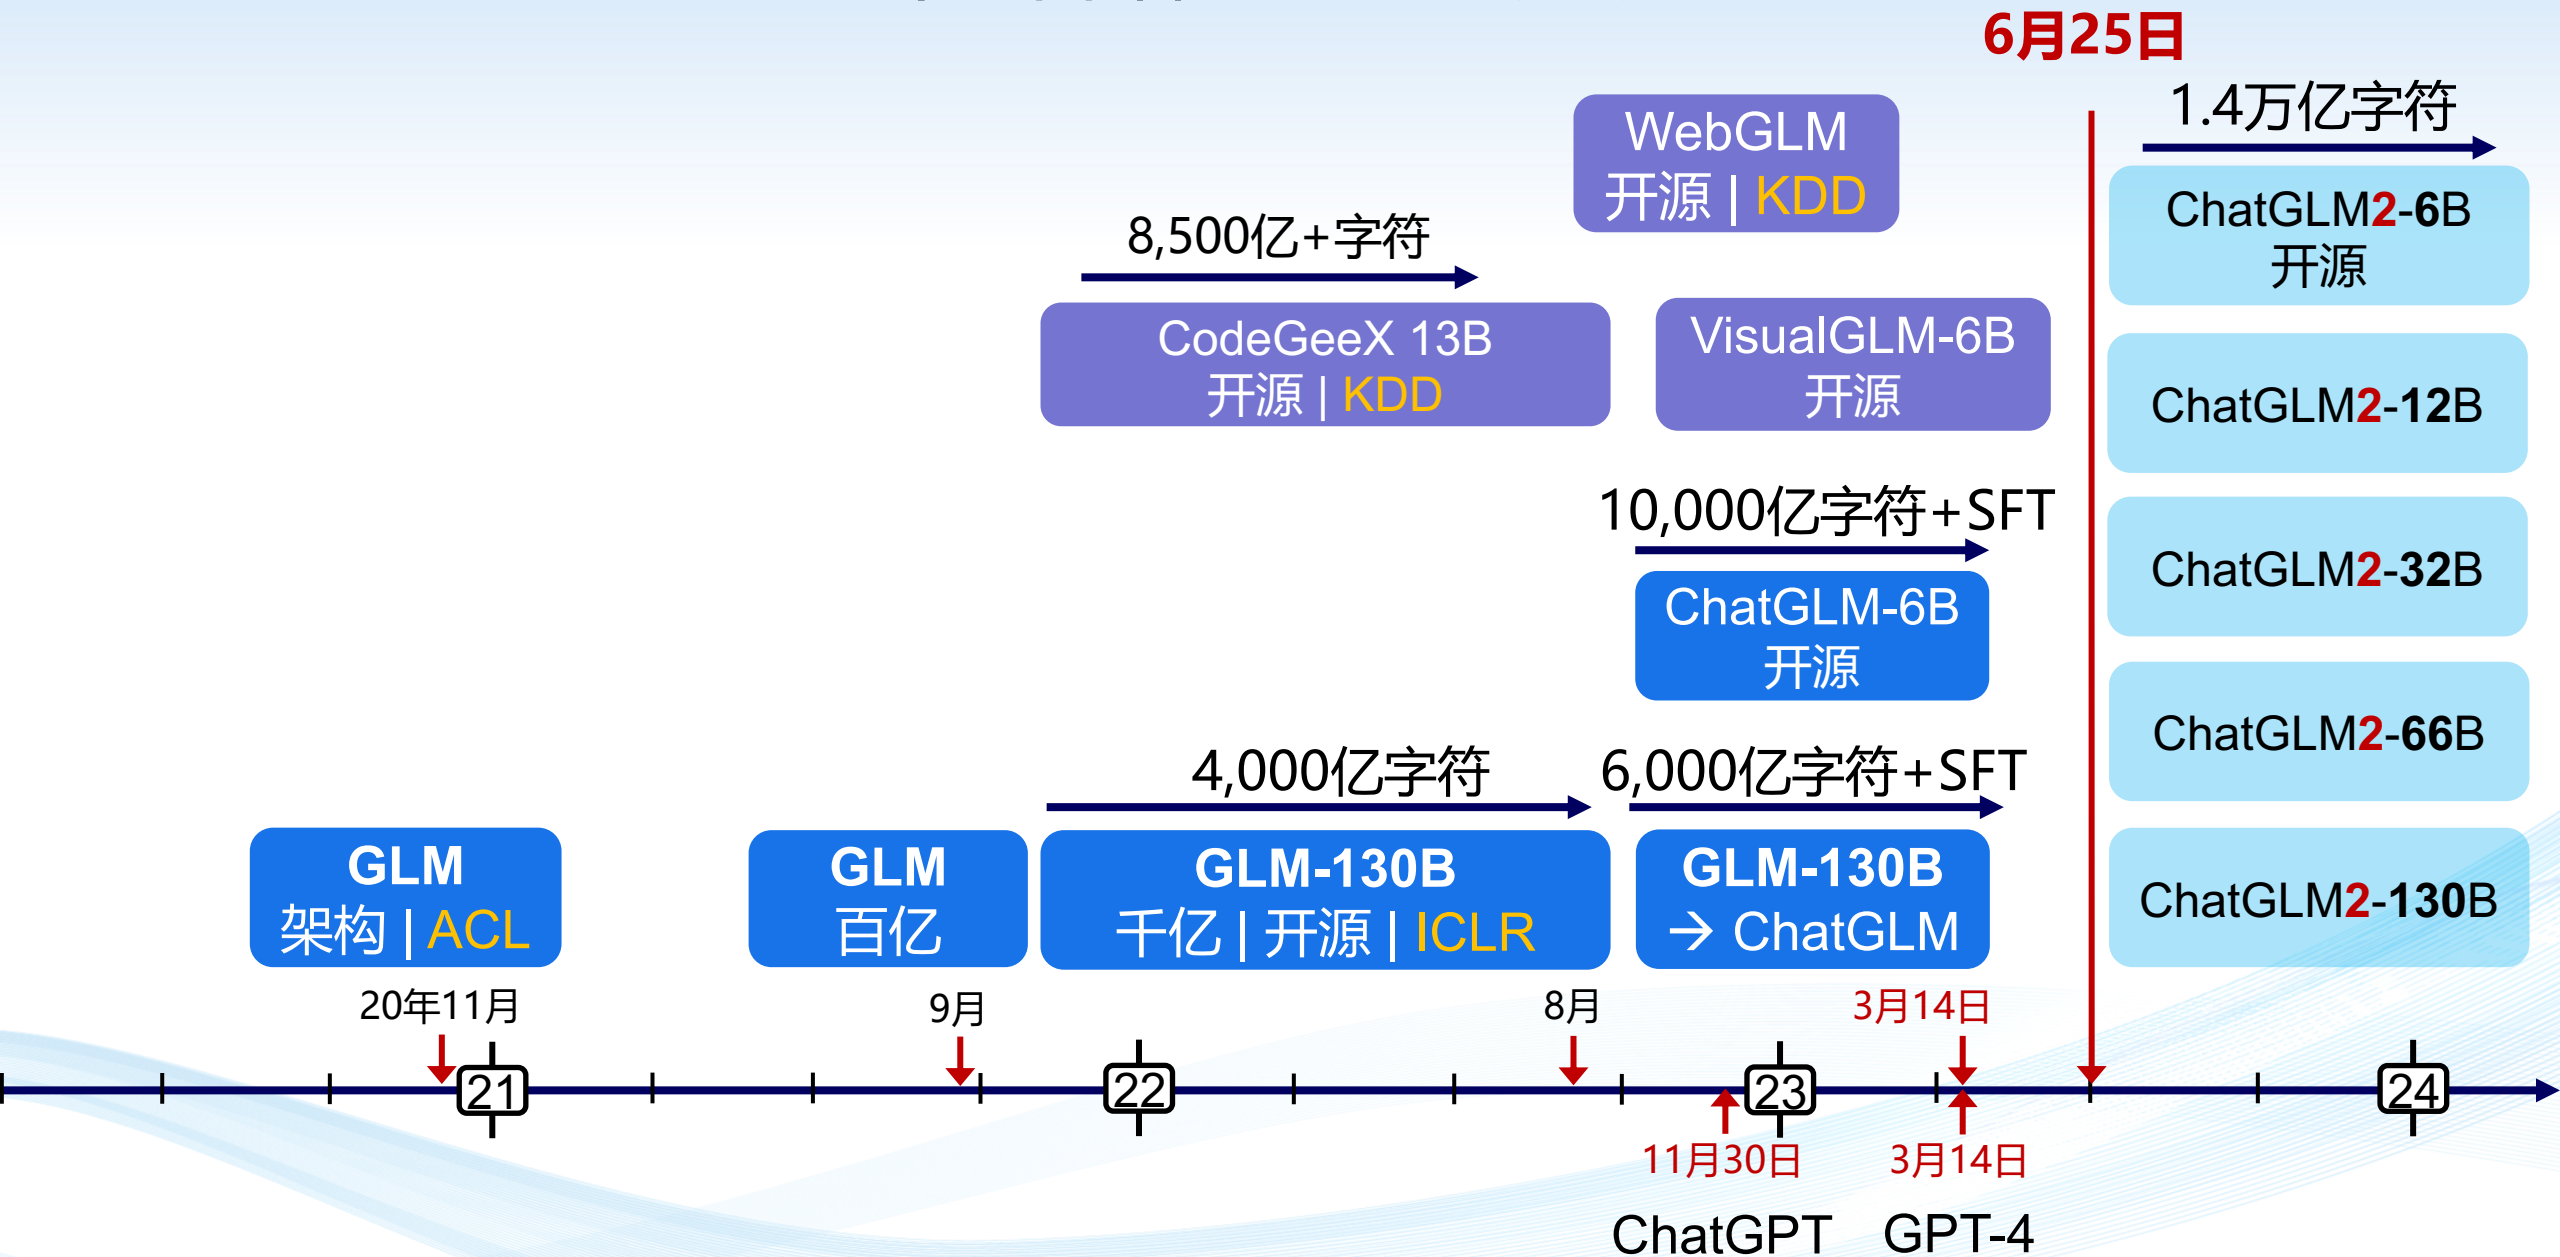 6月25日
1.4万亿字符
WebGLM
开源 | KDD
ChatGLM2-6B
开源
8,500亿+字符
CodeGeeX 13B
开源 | KDD
VisualGLM-6B
开源
ChatGLM2-12B
10,000亿字符+SFT
ChatGLM-6B
开源
ChatGLM2-32B
ChatGLM2-66B
4,000亿字符
6,000亿字符+SFT
GLM
架构 | ACL
GLM
百亿
GLM-130B
千亿 | 开源 | ICLR
GLM-130B
→ ChatGLM
ChatGLM2-130B
20年11月
9月
8月
3月14日
21
22
23
24
11月30日
3月14日
ChatGPT
GPT-4